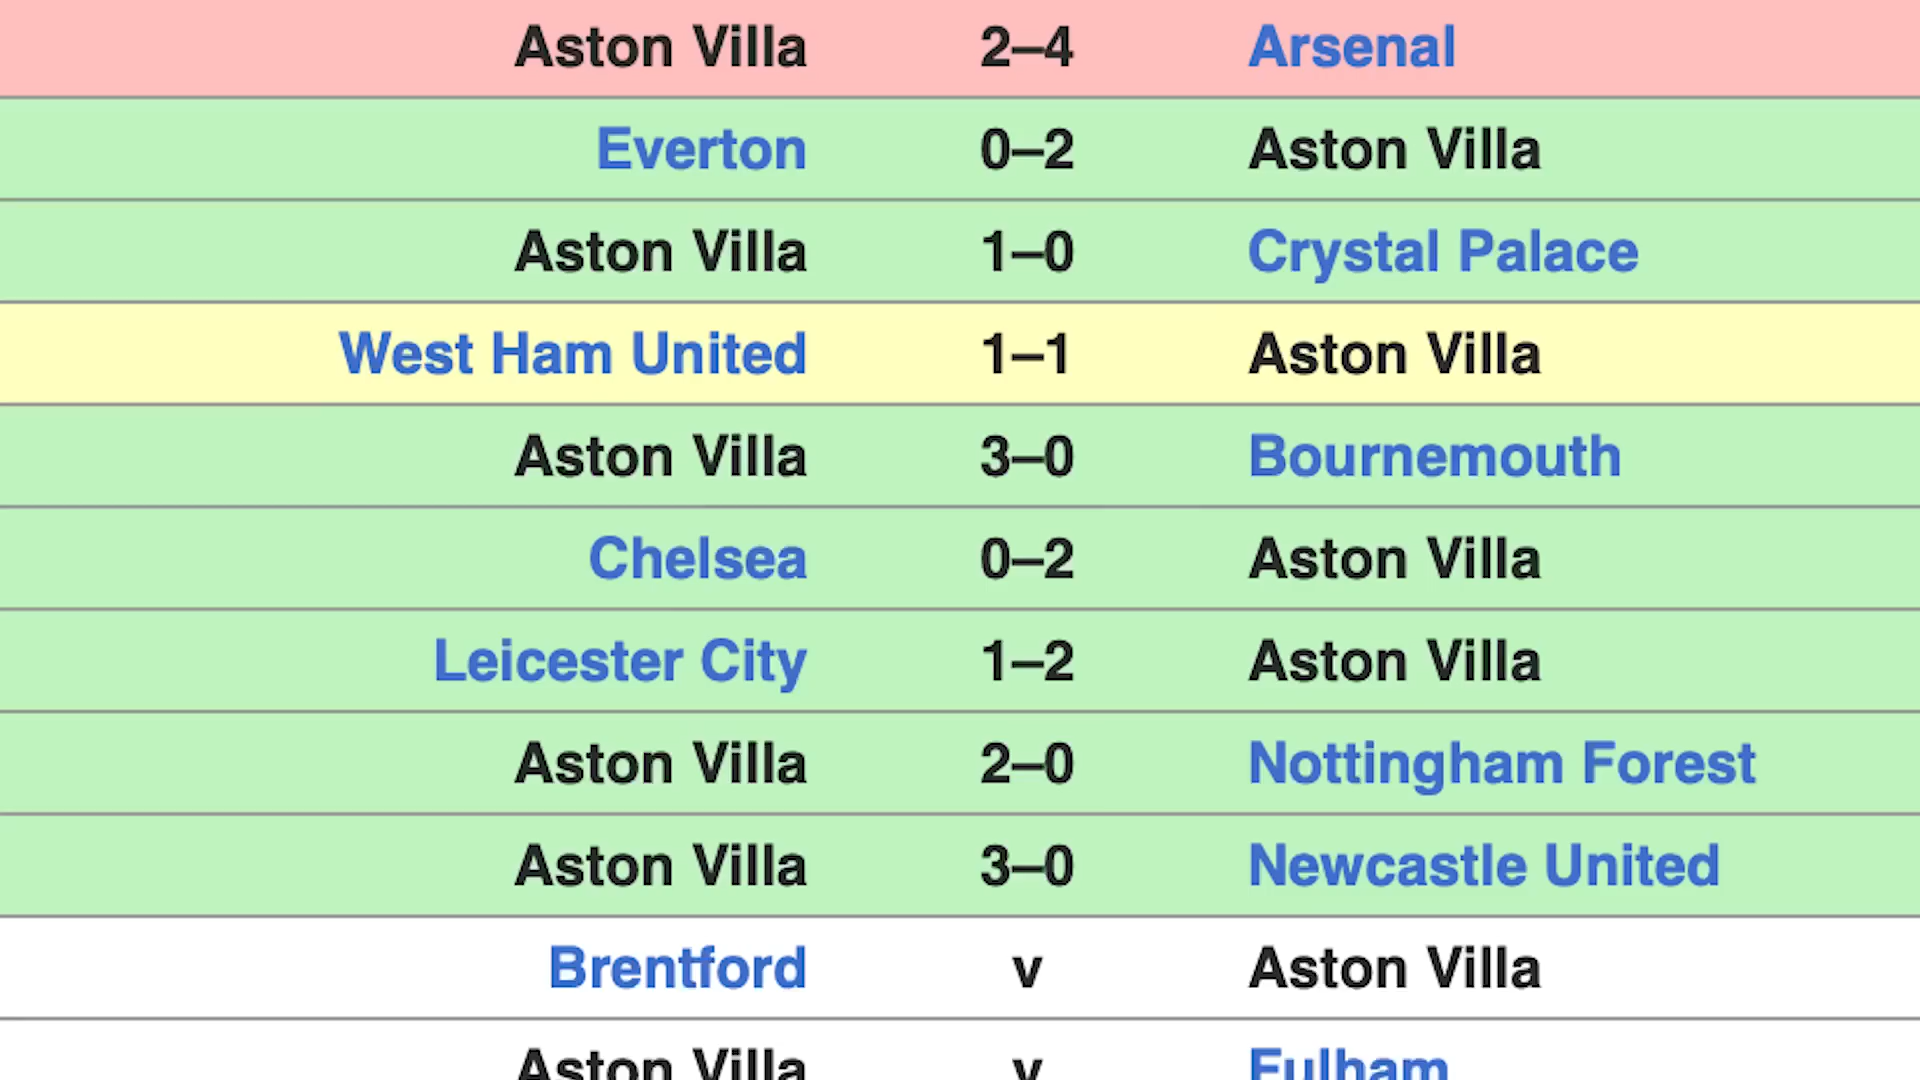 Aston Villa 2–4 Arsenal
Everton 0–2 Aston Villa
Aston Villa 1–0 Crystal Palace
West Ham United 1–1 Aston Villa
Aston Villa 3–0 Bournemouth
Chelsea 0–2 Aston Villa
Leicester City 1–2 Aston Villa
Aston Villa 2–0 Nottingham Forest
Aston Villa 3–0 Newcastle United
Brentford v Aston Villa
Aston Villa v Fulham